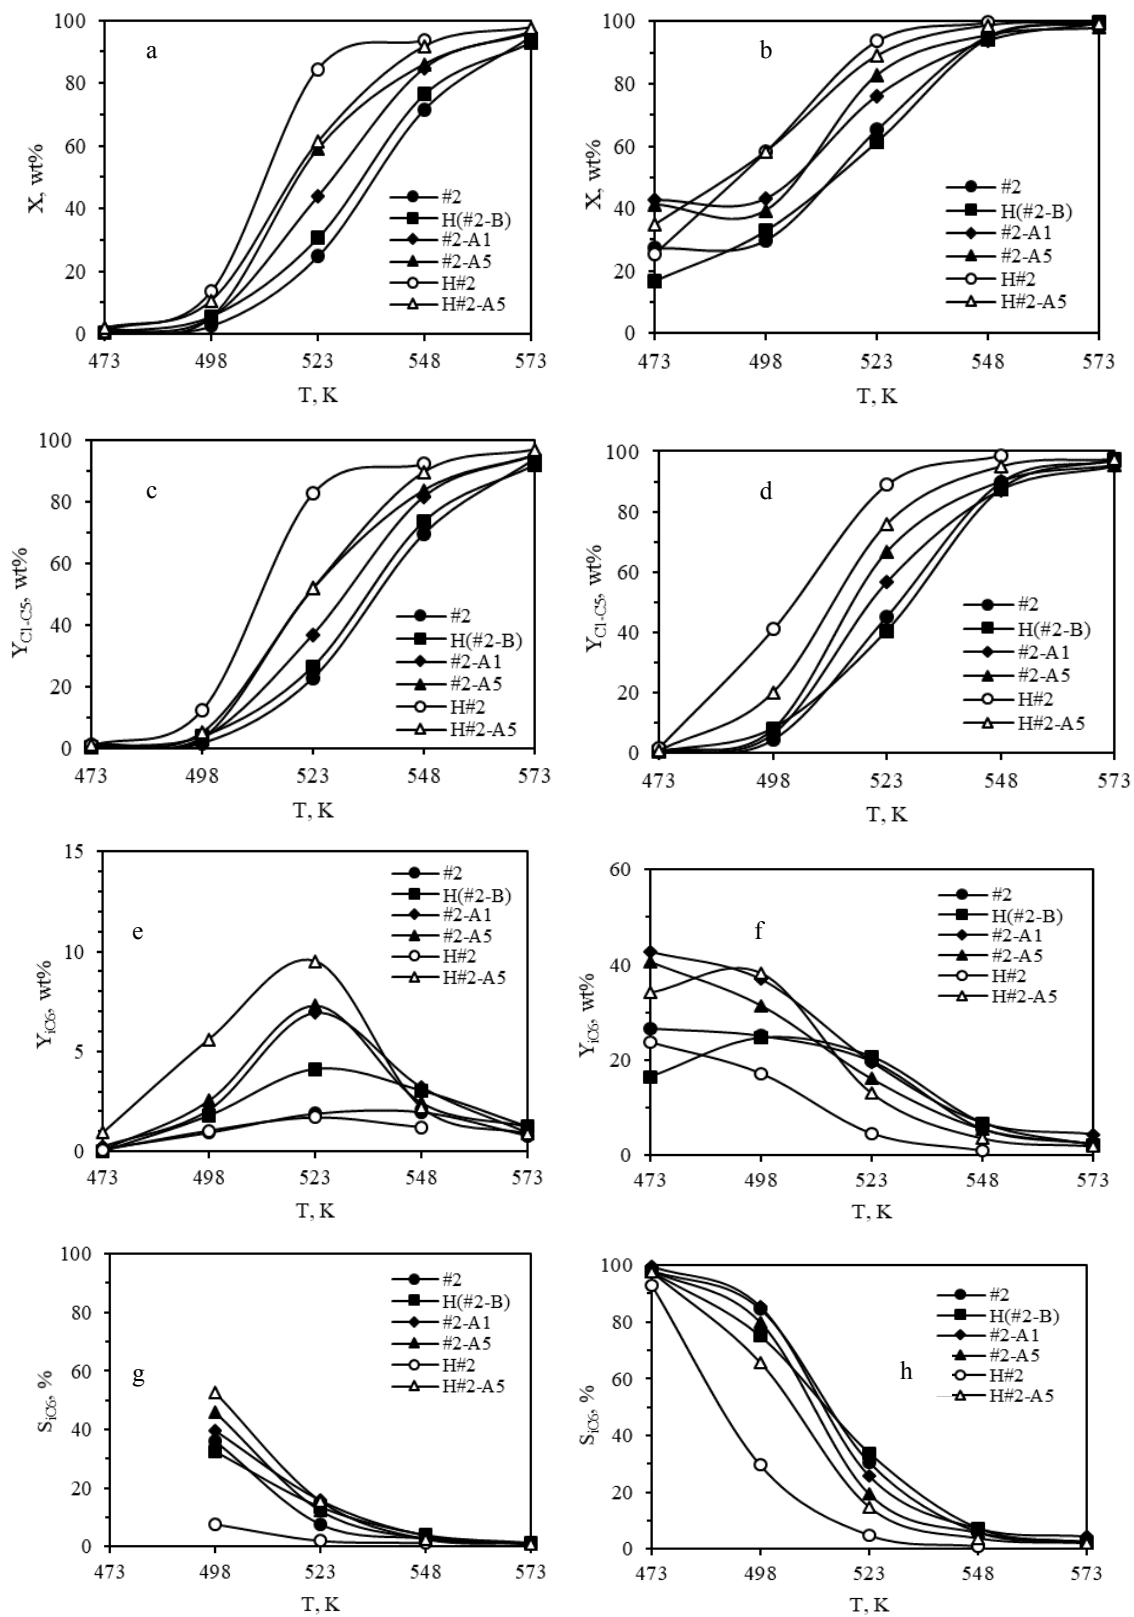 a
X, wt%
100
80
60
40
20
0
#2
H(#2-B)
#2-A1
#2-A5
H#2
H#2-A5
473 498 523 548 573
T, K
b
X, wt%
100
80
60
40
20
0
#2
H(#2-B)
#2-A1
#2-A5
H#2
H#2-A5
473 498 523 548 573
T, K
c
YC1-C5, wt%
100
80
60
40
20
0
#2
H(#2-B)
#2-A1
#2-A5
H#2
H#2-A5
473 498 523 548 573
T, K
d
YC1-C5, wt%
100
80
60
40
20
0
#2
H(#2-B)
#2-A1
#2-A5
H#2
H#2-A5
473 498 523 548 573
T, K
e
YiC6, wt%
15
10
5
0
#2
H(#2-B)
#2-A1
#2-A5
H#2
H#2-A5
473 498 523 548 573
T, K
f
YiC6, wt%
60
40
20
0
#2
H(#2-B)
#2-A1
#2-A5
H#2
H#2-A5
473 498 523 548 573
T, K
g
SiC6, %
100
80
60
40
20
0
#2
H(#2-B)
#2-A1
#2-A5
H#2
H#2-A5
473 498 523 548 573
T, K
h
SiC6, %
100
80
60
40
20
0
#2
H(#2-B)
#2-A1
#2-A5
H#2
H#2-A5
473 498 523 548 573
T, K